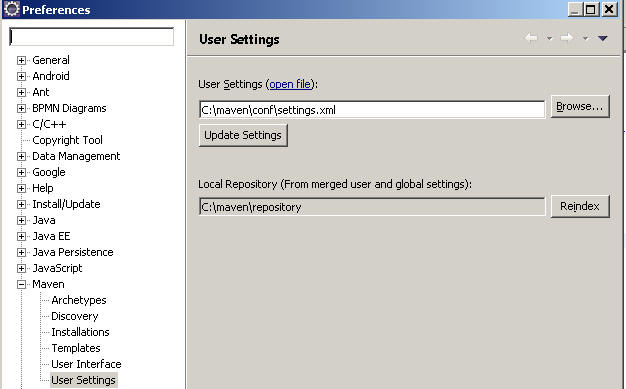 Preferences
User Settings
General
Android
Ant
BPMN Diagrams
C/C++
Copyright Tool
Data Management
Google
Help
Install/Update
Java
Java EE
Java Persistence
JavaScript
Maven
Archetypes
Discovery
Installations
Templates
User Interface
User Settings
User Settings (open file):
C:\maven\conf\settings.xml
Browse...
Update Settings
Local Repository (From merged user and global settings):
C:\maven\repository
Reindex